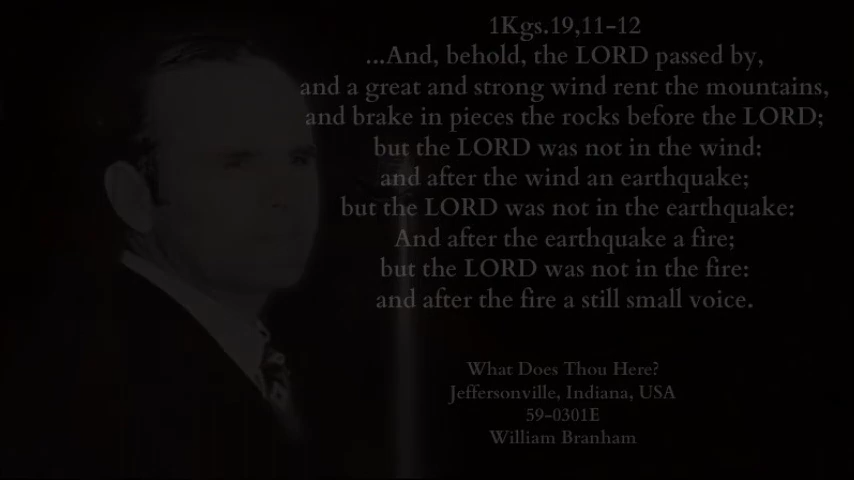 1Kgs.19,11-12
...And, behold, the LORD passed by,
and a great and strong wind rent the mountains,
and brake in pieces the rocks before the LORD;
but the LORD was not in the wind:
and after the wind an earthquake;
but the LORD was not in the earthquake:
And after the earthquake a fire;
but the LORD was not in the fire:
and after the fire a still small voice.
What Does Thou Here?
Jeffersonville, Indiana, USA
59-0301E
William Branham